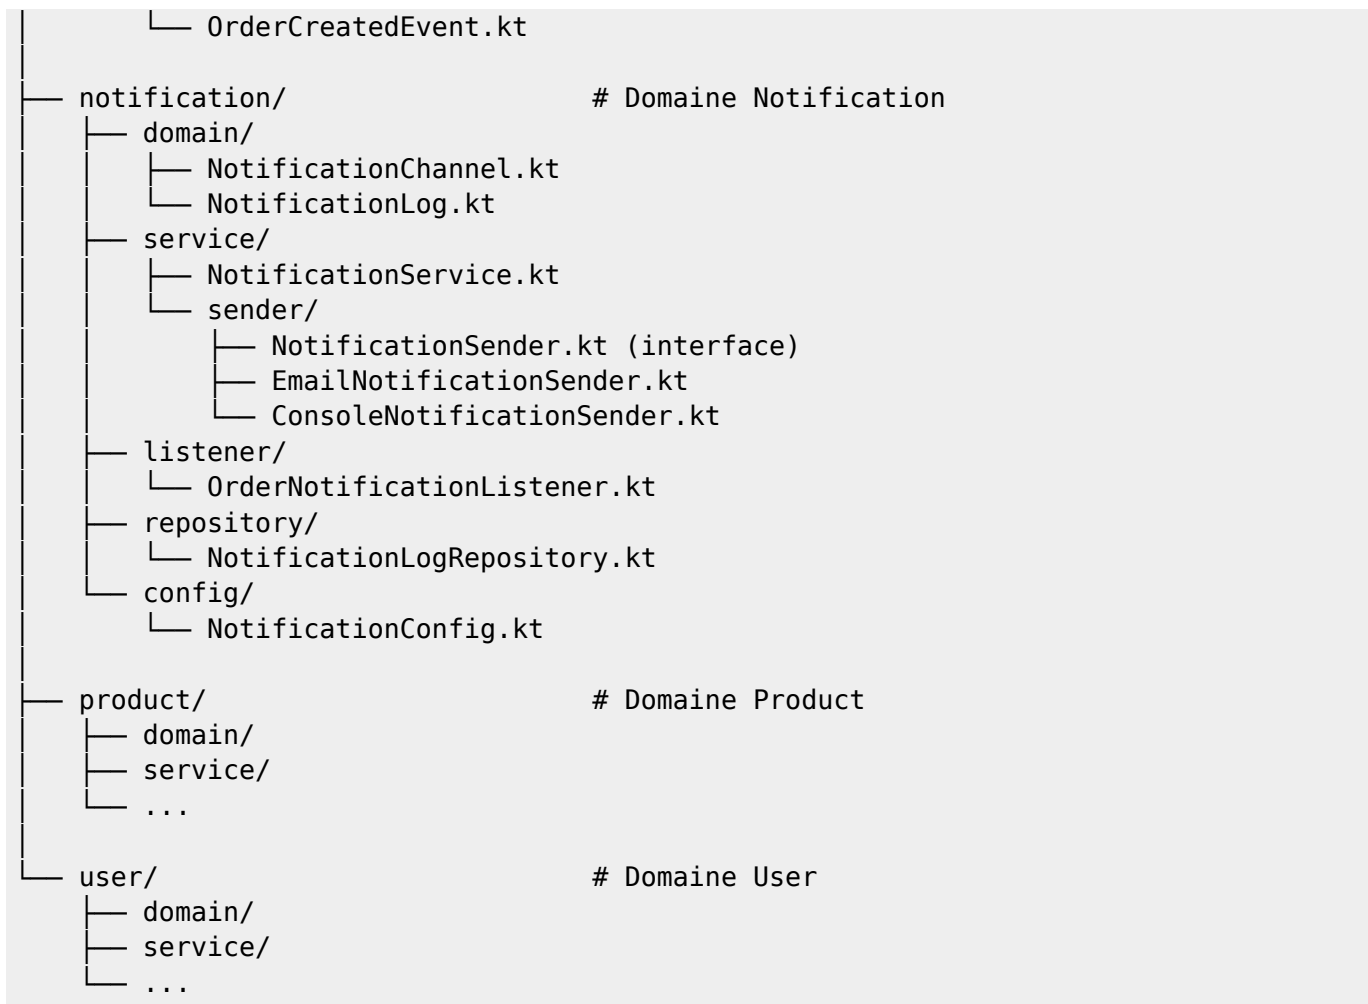 │       └── OrderCreatedEvent.kt
│
├── notification/                   # Domaine Notification
│   ├── domain/
│   │   ├── NotificationChannel.kt
│   │   └── NotificationLog.kt
│   ├── service/
│   │   ├── NotificationService.kt
│   │   └── sender/
│   │       ├── NotificationSender.kt (interface)
│   │       ├── EmailNotificationSender.kt
│   │       └── ConsoleNotificationSender.kt
│   ├── listener/
│   │   └── OrderNotificationListener.kt
│   ├── repository/
│   │   └── NotificationLogRepository.kt
│   └── config/
│       └── NotificationConfig.kt
│
├── product/                        # Domaine Product
│   ├── domain/
│   ├── service/
│   └── ...
│
└── user/                           # Domaine User
    ├── domain/
    ├── service/
    └── ...